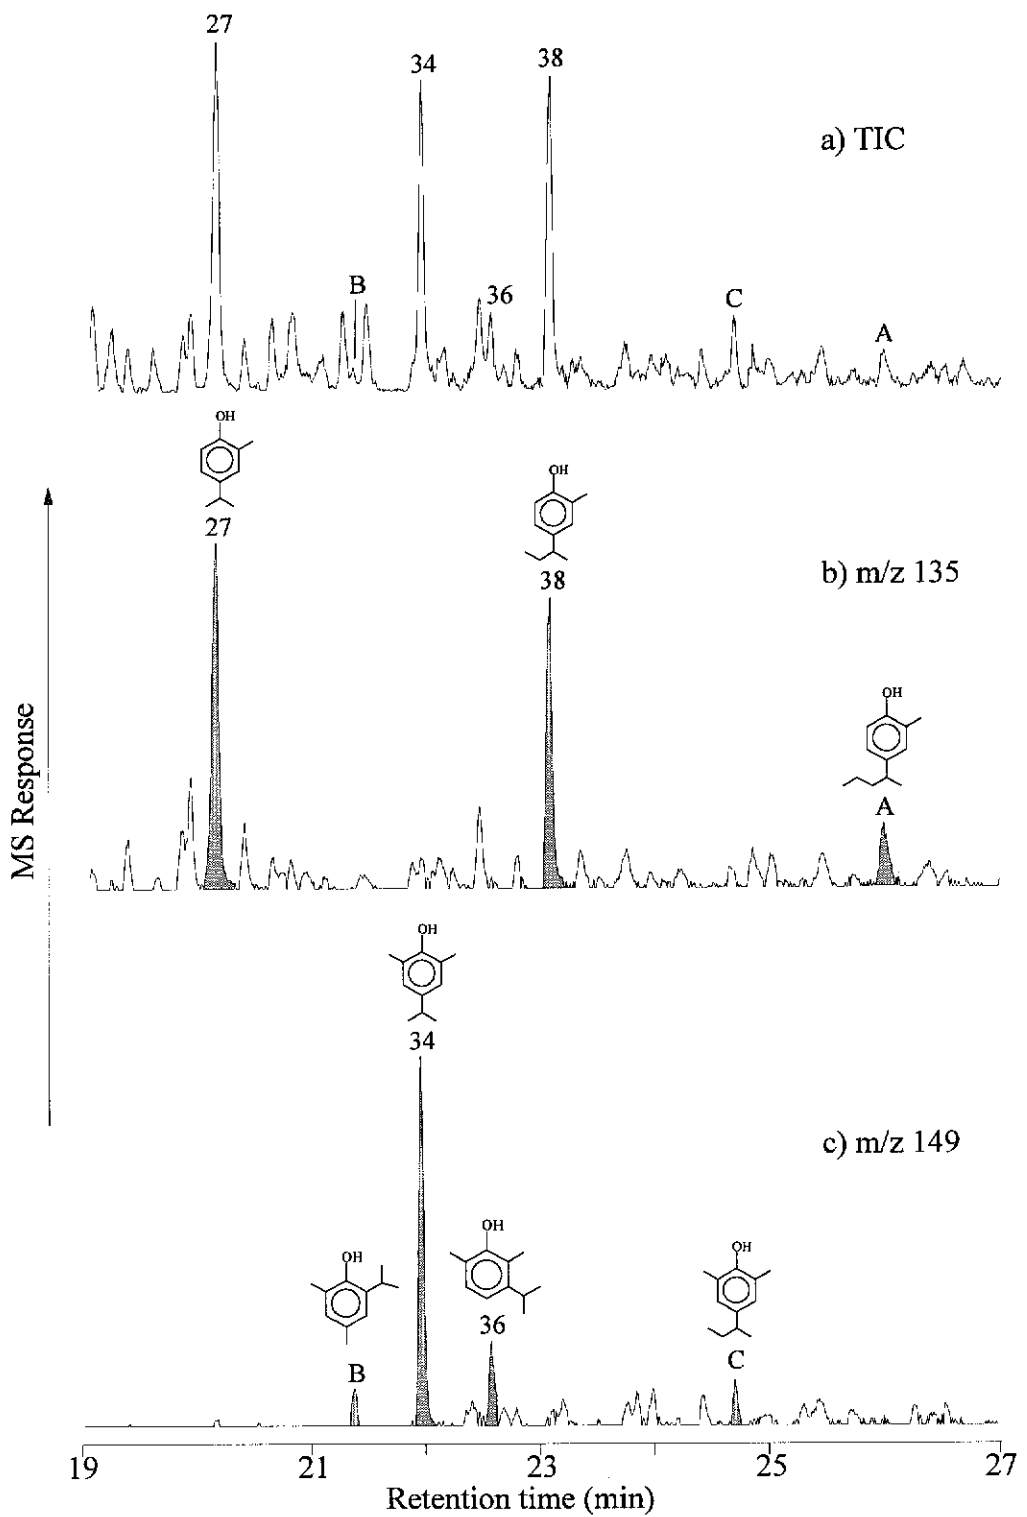 27
34
38
a) TIC
B
36
C
A
OH
27
OH
38
b) m/z 135
OH
A
MS Response
OH
34
c) m/z 149
OH
B
OH
36
OH
C
19
21
23
25
27
Retention time (min)